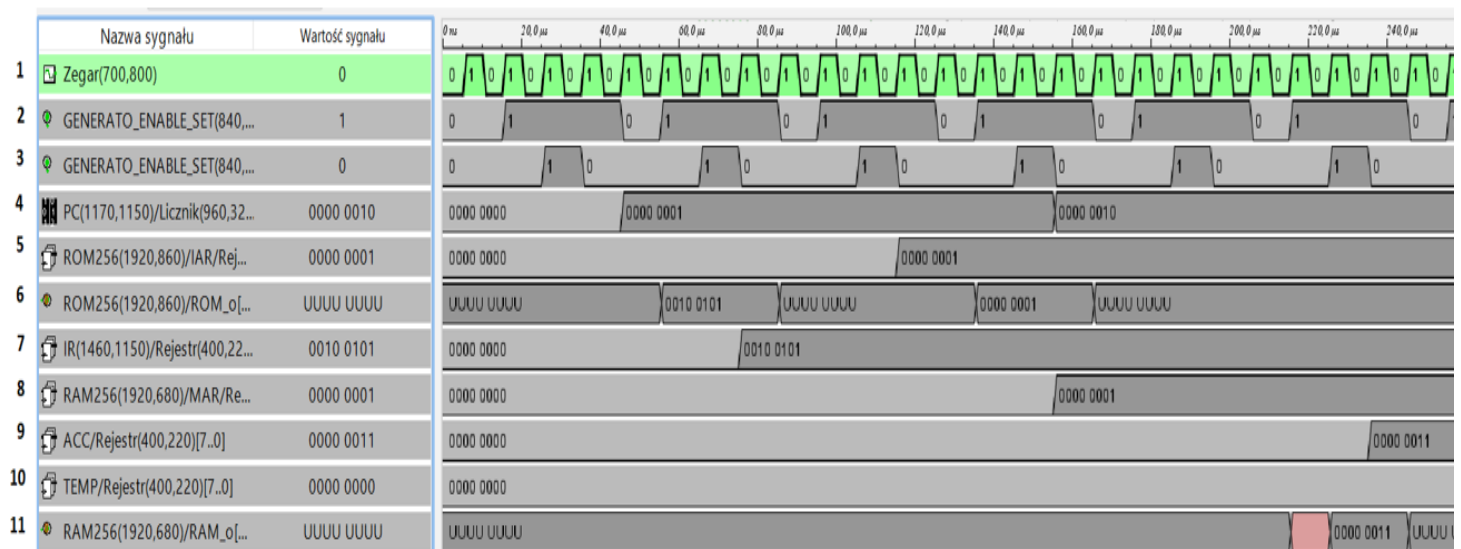 Nazwa sygnału Wartość sygnału 0 ns 20,0 µs 40,0 µs 60,0 µs 80,0 µs 100,0 µs 120,0 µs 140,0 µs 160,0 µs 180,0 µs 200,0 µs 220,0 µs 240,0 µs
1 Zegar(700,800) 0 0 1 0 1 0 1 0 1 0 1 0 1 0 1 0 1 0 1 0 1 0 1 0 1 0 1 0 1 0 1 0 1 0 1 0 1 0 1 0 1 0 1 0 1 0 1 0 1 0 1 0
2 GENERATO_ENABLE_SET(840,... 1 0 1 0 1 0 1 0 1 0 1 0 1 0
3 GENERATO_ENABLE_SET(840,... 0 0 1 0 1 0 1 0 1 0 1 0 1 0
4 PC(1170,1150)/Licznik(960,32... 0000 0010 0000 0000 0000 0001 0000 0010
5 ROM256(1920,860)/IAR/Rej... 0000 0001 0000 0000 0000 0001
6 ROM256(1920,860)/ROM_o[... UUUU UUUU UUUU UUUU 0010 0101 UUUU UUUU 0000 0001 UUUU UUUU
7 IR(1460,1150)/Rejestr(400,22... 0010 0101 0000 0000 0010 0101
8 RAM256(1920,680)/MAR/Re... 0000 0001 0000 0000 0000 0001
9 ACC/Rejestr(400,220)[7..0] 0000 0011 0000 0000 0000 0011
10 TEMP/Rejestr(400,220)[7..0] 0000 0000 0000 0000
11 RAM256(1920,680)/RAM_o[... UUUU UUUU UUUU UUUU 0000 0011 UUUU